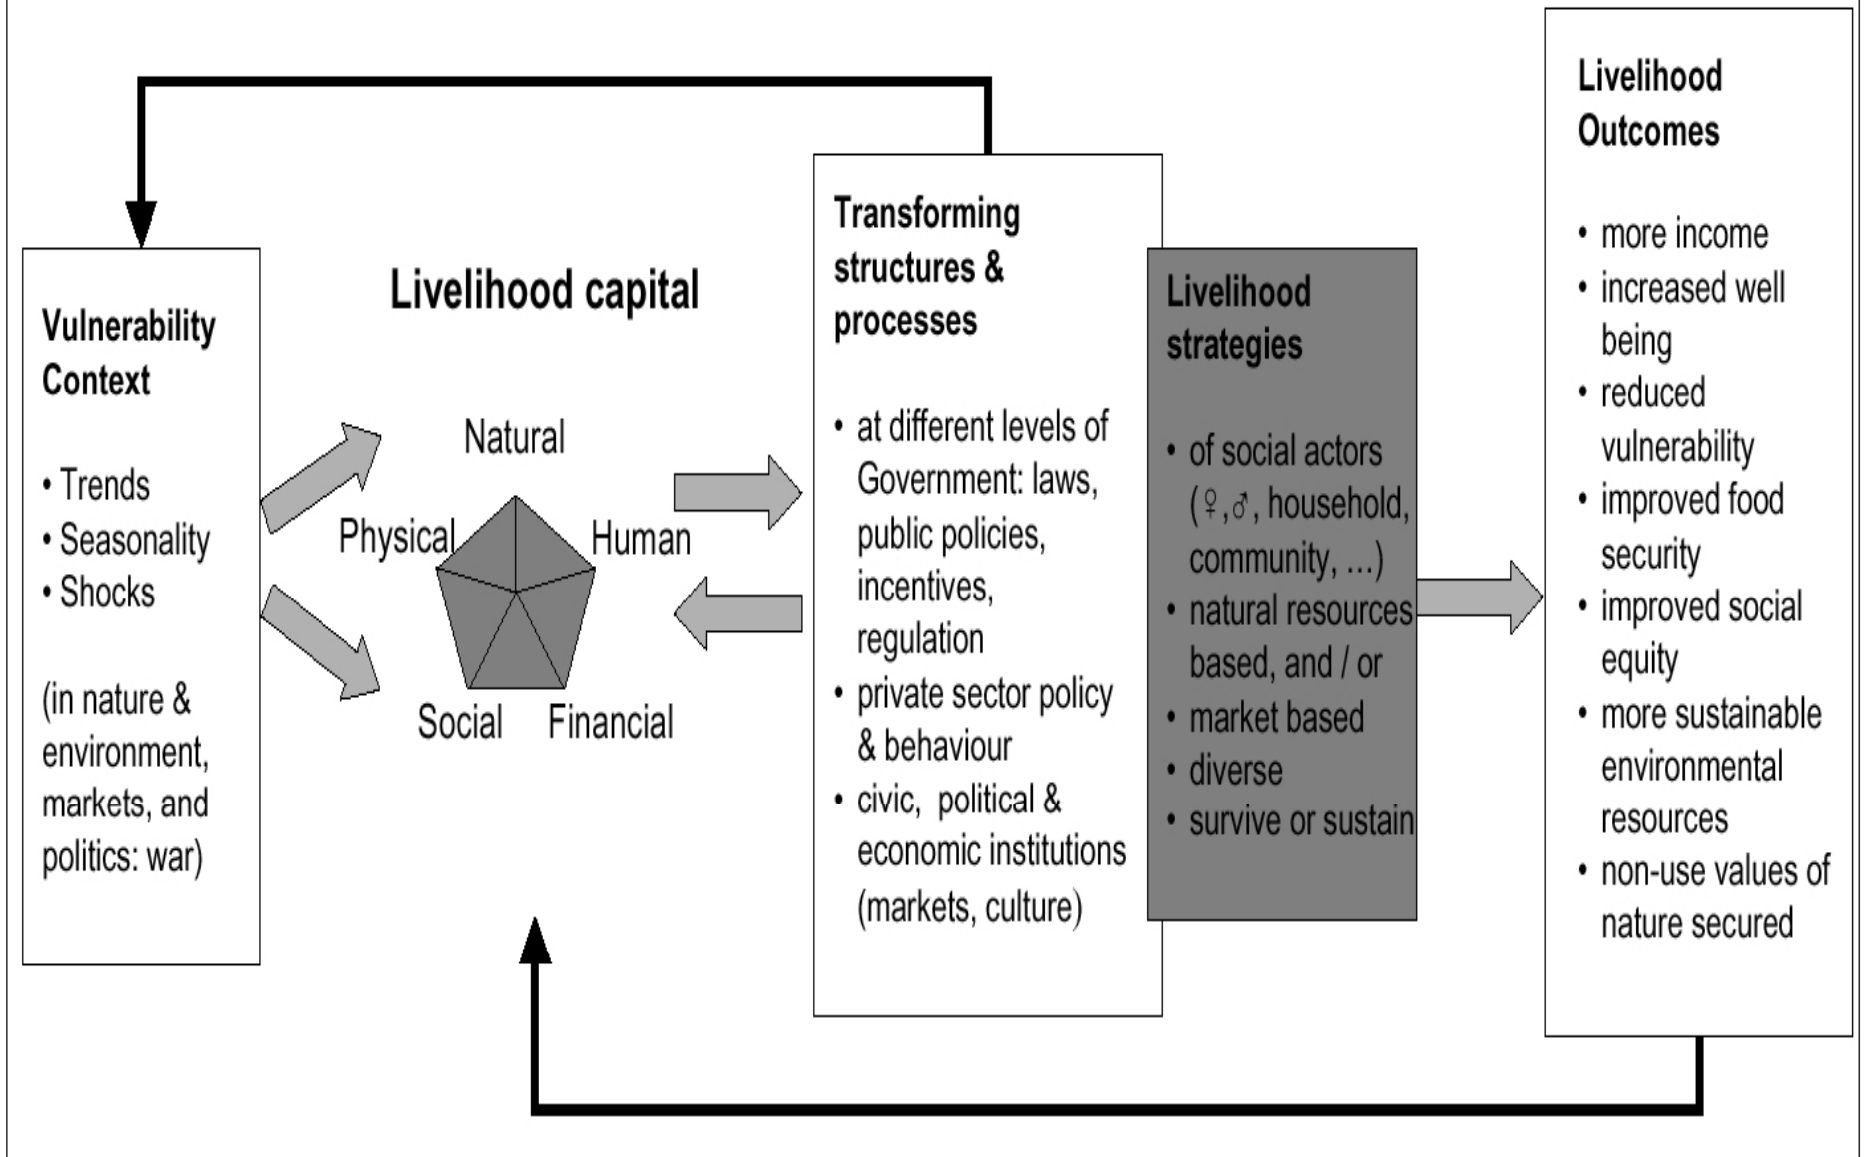 Vulnerability
Context
• Trends
• Seasonality
• Shocks
(in nature &
environment,
markets, and
politics: war)
Livelihood capital
Natural
Physical
Human
Social
Financial
Transforming
structures &
processes
• at different levels of
Government: laws,
public policies,
incentives,
regulation
• private sector policy
& behaviour
• civic, political &
economic institutions
(markets, culture)
Livelihood
strategies
• of social actors
(♀,♂, household,
community, ...)
• natural resources
based, and / or
• market based
• diverse
• survive or sustain
Livelihood
Outcomes
• more income
• increased well
being
• reduced
vulnerability
• improved food
security
• improved social
equity
• more sustainable
environmental
resources
• non-use values of
nature secured